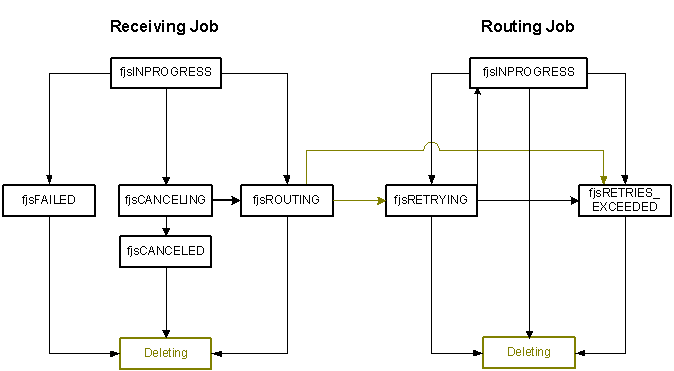 Receiving Job
Routing Job
fjsINPROGRESS
fjsINPROGRESS
fjsFAILED
fjsCANCELING
fjsROUTING
fjsRETRYING
fjsRETRIES_
EXCEEDED
fjsCANCELED
Deleting
Deleting